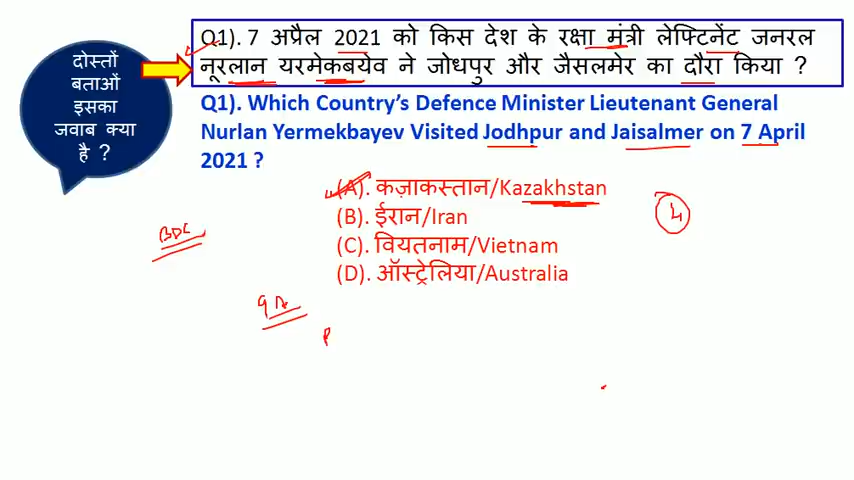 दोस्तों
बताओं
इसका
जवाब क्या
है ?
Q1). 7 अप्रैल 2021 को किस देश के रक्षा मंत्री लेफ्टिनेंट जनरल
नूरलान यरमेकबयेव ने जोधपुर और जैसलमेर का दौरा किया ?
Q1). Which Country's Defence Minister Lieutenant General
Nurlan Yermekbayev Visited Jodhpur and Jaisalmer on 7 April
2021 ?
(A). कज़ाकस्तान/Kazakhstan
(B). ईरान/Iran
(C). वियतनाम/Vietnam
(D). ऑस्ट्रेलिया/Australia